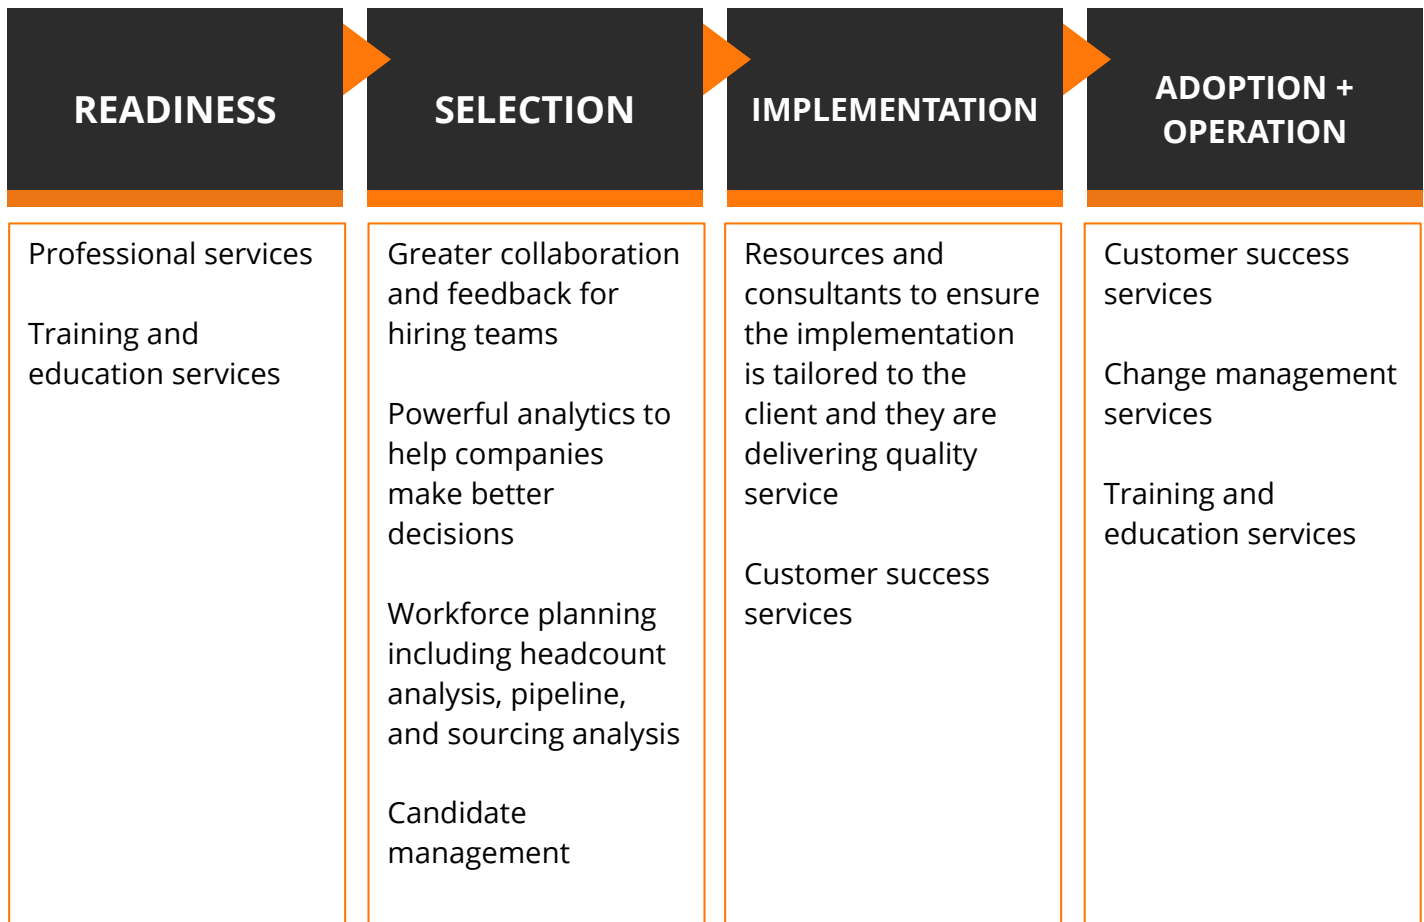 READINESS
SELECTION
IMPLEMENTATION
ADOPTION +
OPERATION
Professional services
Training and
education services
Greater collaboration
and feedback for
hiring teams
Powerful analytics to
help companies
make better
decisions
Workforce planning
including headcount
analysis, pipeline,
and sourcing analysis
Candidate
management
Resources and
consultants to ensure
the implementation
is tailored to the
client and they are
delivering quality
service
Customer success
services
Customer success
services
Change management
services
Training and
education services